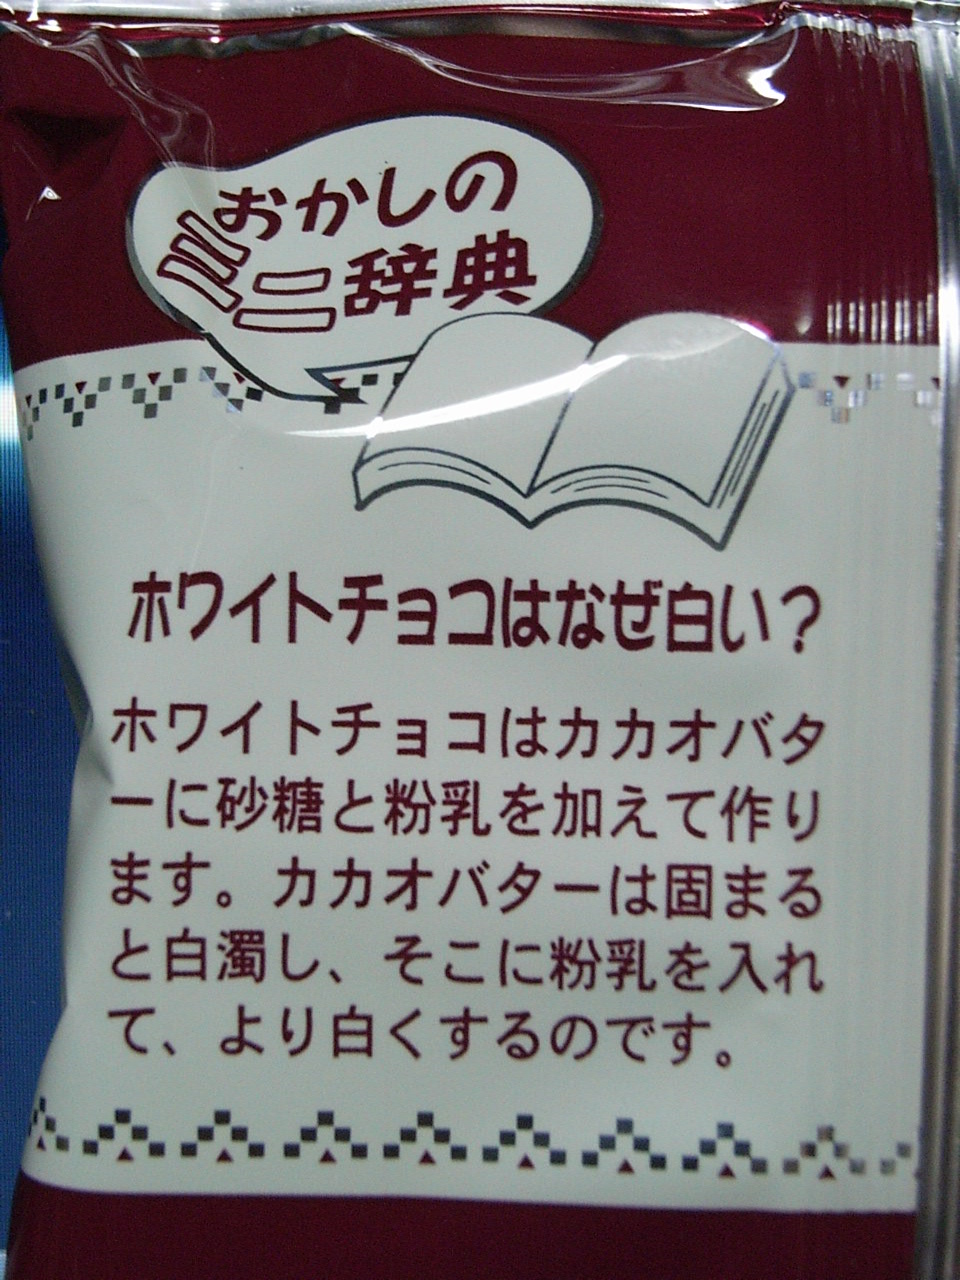 おかしの
ミニ辞典
ホワイトチョコはなぜ白い？
ホワイトチョコはカカオバタ
ーに砂糖と粉乳を加えて作り
ます。カカオバターは固まる
と白濁し、そこに粉乳を入れ
て、より白くするのです。